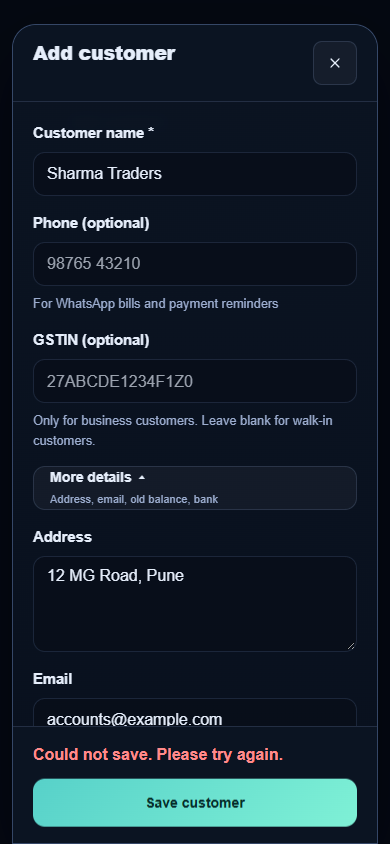 Add customer
Customer name *
Sharma Traders
Phone (optional)
98765 43210
For WhatsApp bills and payment reminders
GSTIN (optional)
27ABCDE1234F1Z0
Only for business customers. Leave blank for walk-in
customers.
More details
Address, email, old balance, bank
Address
12 MG Road, Pune
Email
accounts@example.com
Could not save. Please try again.
Save customer